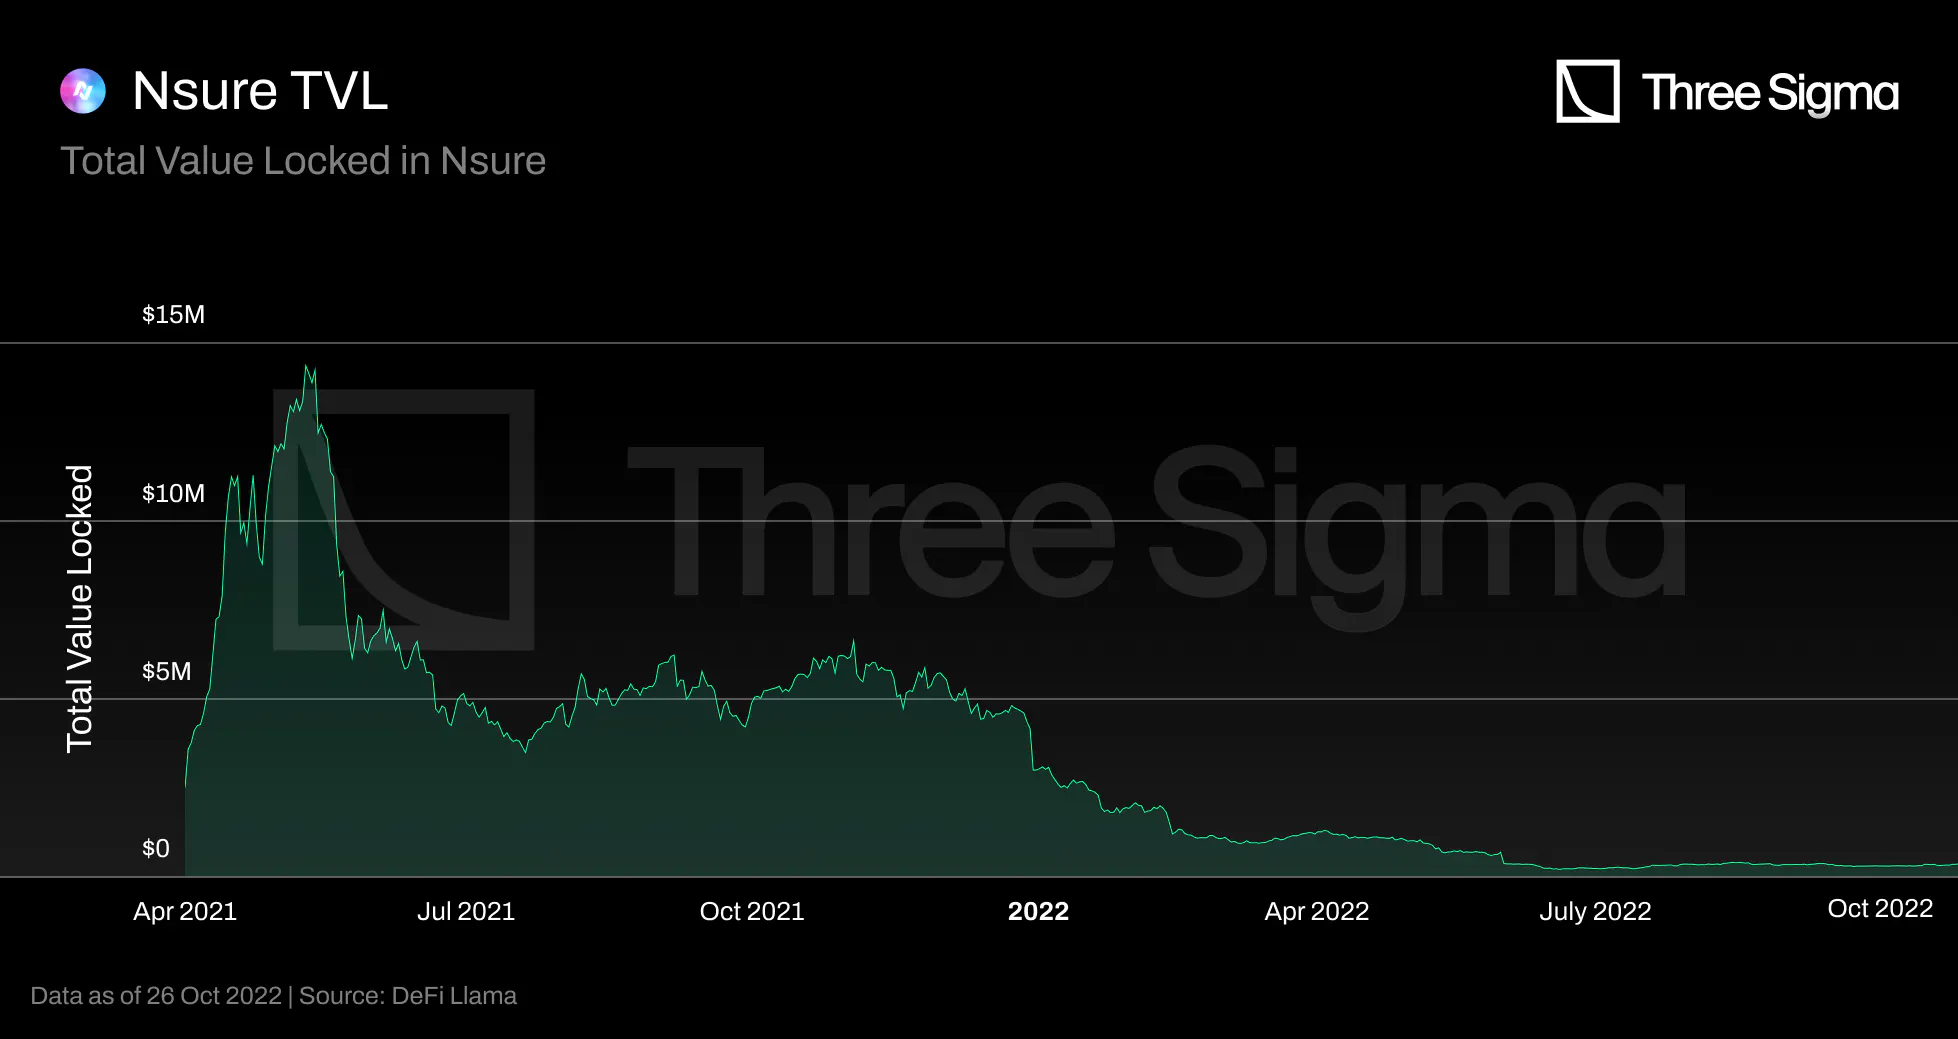 Nsure TVL
Three Sigma
Total Value Locked in Nsure
$15M
$10M
$5M
$0
Total Value Locked
Three Sigma
Apr 2021
Jul 2021
Oct 2021
2022
Apr 2022
July 2022
Oct 2022
Data as of 26 Oct 2022 | Source: DeFi Llama